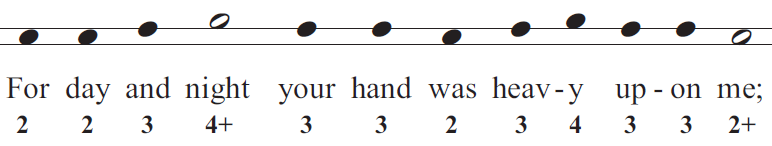 For day and night your hand was heav-y up-on me;
2 2 3 4+ 3 3 2 3 4 3 3 2+